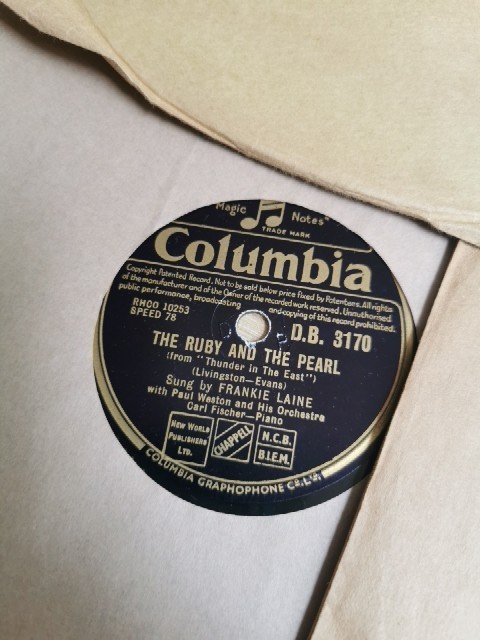 Magic Notes
TRADE MARK
Columbia
Copyright Patented Record. Not to be sold below price fixed by Patentees. All rights
of the manufacturer and of the Owner of the recorded work reserved. Unauthorised
public performance, broadcasting and copying of this record prohibited.
RHCO 10253
SPEED 78
D.B. 3170
THE RUBY AND THE PEARL
(from "Thunder in The East")
(Livingston—Evans)
Sung by FRANKIE LAINE
with Paul Weston and His Orchestra
Carl Fischer—Piano
NEW WORLD
PUBLISHERS
LTD.
CHAPPELL
N.C.B.
B.I.E.M.
COLUMBIA GRAPHOPHONE Co. Ltd.